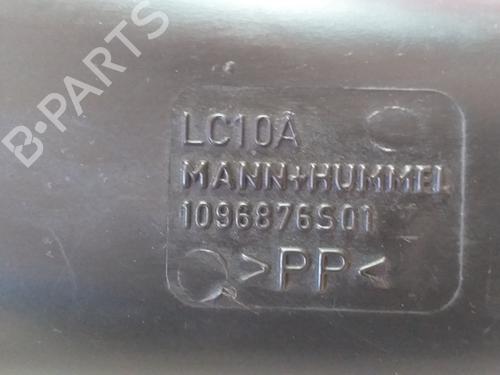 B-PARTS
LC10A
MANN+HUMMEL
1096876S01
>PP<